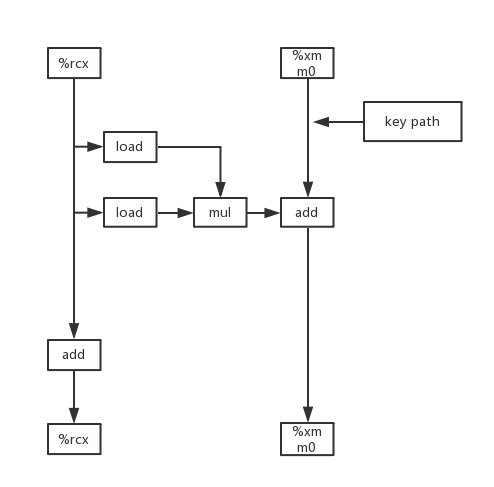 %rcx
%xm
m0
key path
load
load
mul
add
add
%rcx
%xm
m0